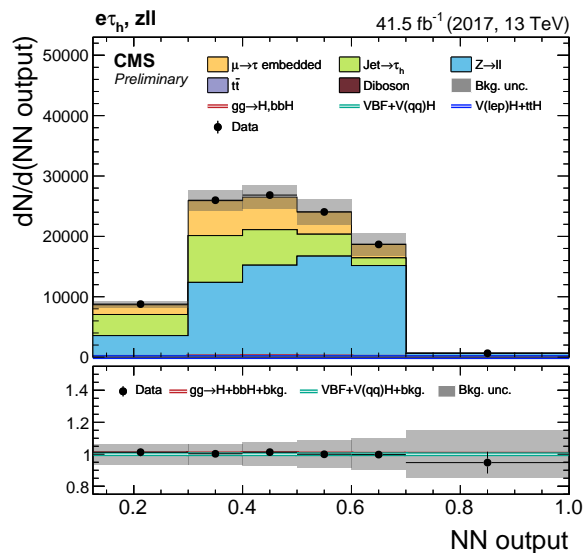 eτh, zll
41.5 fb-1 (2017, 13 TeV)
CMS
Preliminary
μ→τ embedded
Jet→τh
Z→ll
tt̄
Diboson
Bkg. unc.
gg→H,bbH
VBF+V(qq)H
V(lep)H+ttH
Data
dN/d(NN output)
50000
40000
30000
20000
10000
0
Data
gg→H+bbH+bkg.
VBF+V(qq)H+bkg.
Bkg. unc.
1.4
1.2
1.0
0.8
0.2 0.4 0.6 0.8 1.0
NN output